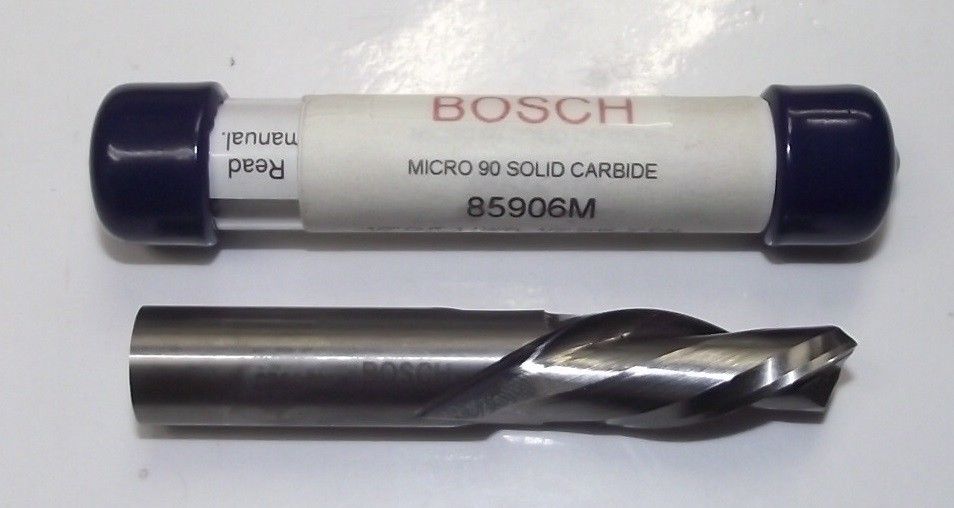 BOSCH
MICRO 90 SOLID CARBIDE
85906M
Read
manual.
BOSCH